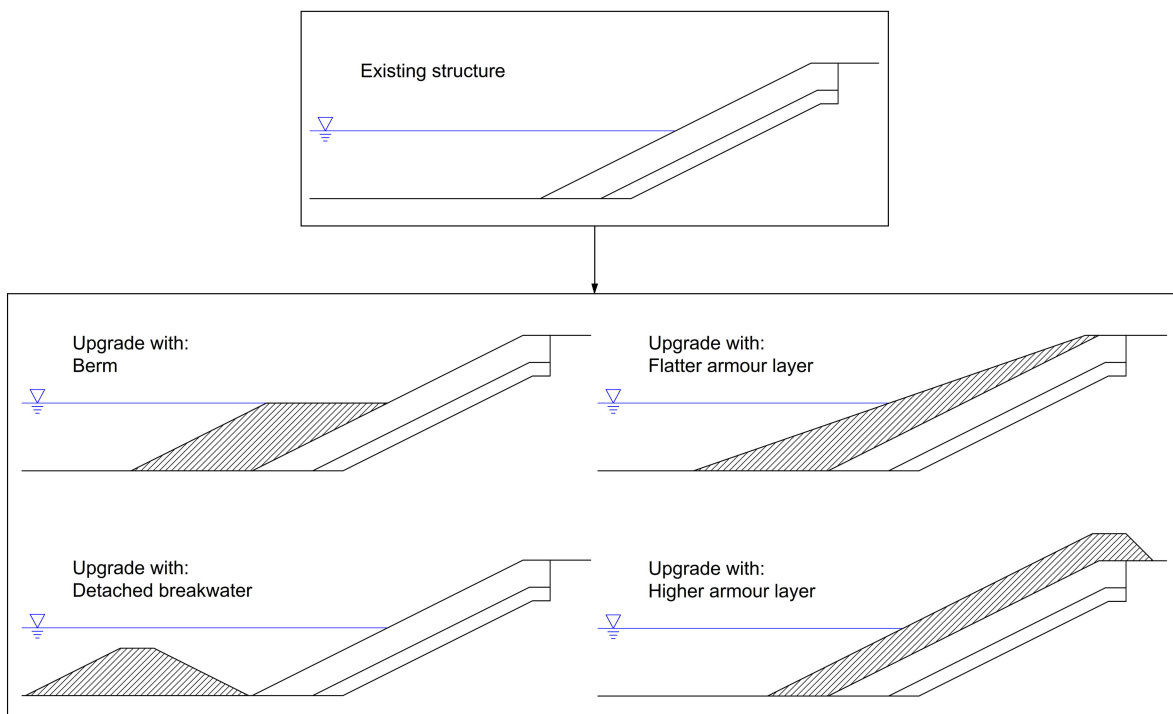 Existing structure
Upgrade with:
Berm
Upgrade with:
Flatter armour layer
Upgrade with:
Detached breakwater
Upgrade with:
Higher armour layer